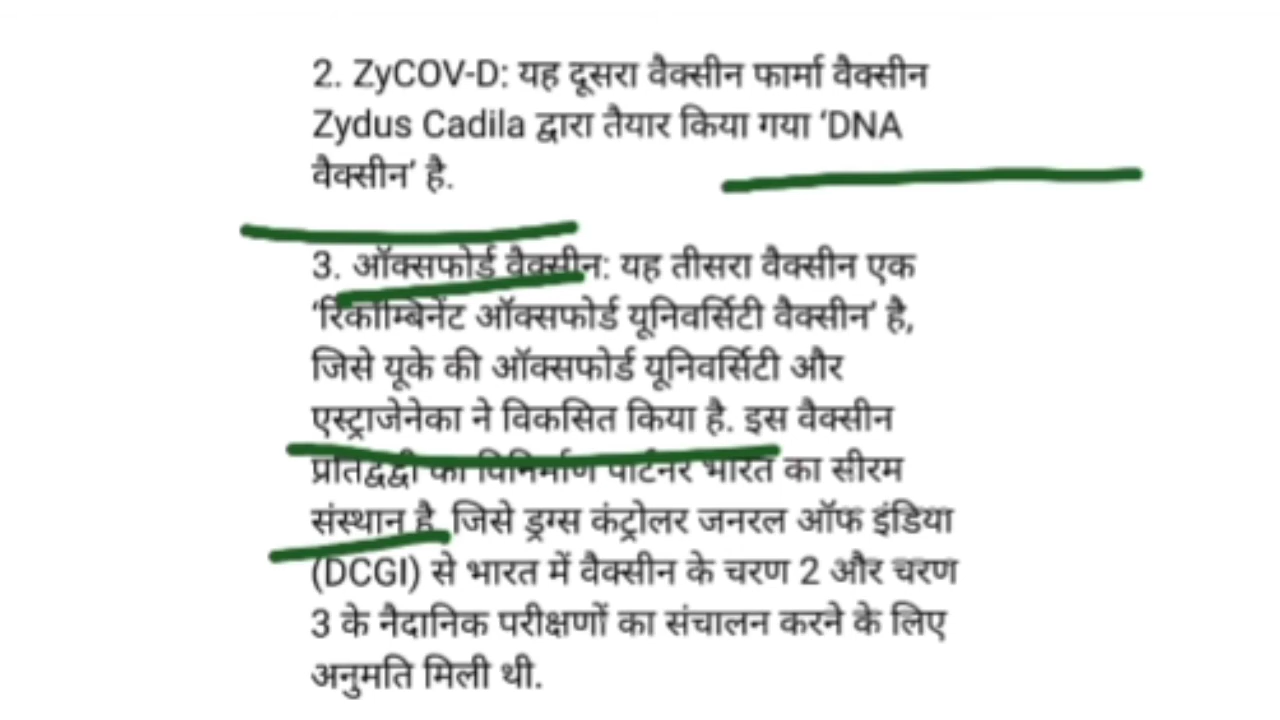 2. ZyCOV-D: यह दूसरा वैक्सीन फार्मा वैक्सीन
Zydus Cadila द्वारा तैयार किया गया ‘DNA
वैक्सीन’ है.
3. ऑक्सफोर्ड वैक्सीन: यह तीसरा वैक्सीन एक
‘रिकॉम्बिनेंट ऑक्सफोर्ड यूनिवर्सिटी वैक्सीन’ है,
जिसे यूके की ऑक्सफोर्ड यूनिवर्सिटी और
एस्ट्राजेनेका ने विकसित किया है. इस वैक्सीन
प्रतिद्वंद्वी का विनिर्माण पार्टनर भारत का सीरम
संस्थान है, जिसे ड्रग्स कंट्रोलर जनरल ऑफ इंडिया
(DCGI) से भारत में वैक्सीन के चरण 2 और चरण
3 के नैदानिक परीक्षणों का संचालन करने के लिए
अनुमति मिली थी.